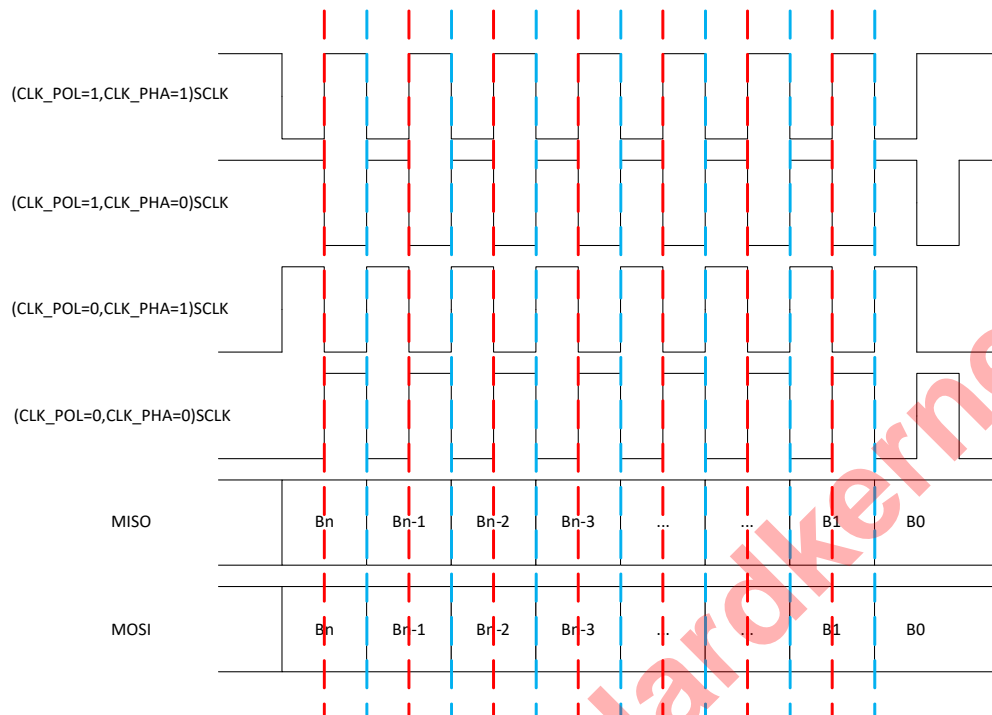 (CLK_POL=1,CLK_PHA=1)SCLK
(CLK_POL=1,CLK_PHA=0)SCLK
(CLK_POL=0,CLK_PHA=1)SCLK
(CLK_POL=0,CLK_PHA=0)SCLK
MISO Bn Bn-1 Bn-2 Bn-3 ... ... B1 B0
MOSI Bn Bn-1 Bn-2 Bn-3 ... ... B1 B0